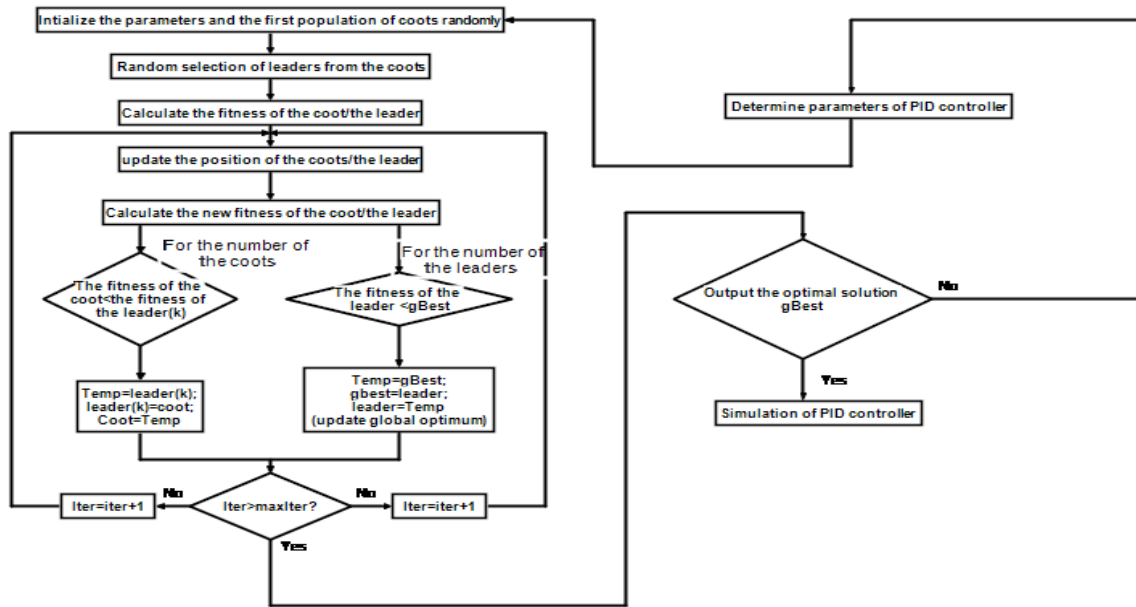 Intialize the parameters and the first population of coots randomly
Random selection of leaders from the coots
Calculate the fitness of the coot/the leader
update the position of the coots/the leader
Calculate the new fitness of the coot/the leader
For the number of
the coots
For the number of
the leaders
The fitness of the
coot<the fitness of
the leader(k)
The fitness of the
leader <gBest
Temp=leader(k);
leader(k)=coot;
Coot=Temp
Temp=gBest;
gbest=leader;
leader=Temp
(update global optimum)
Iter=iter+1
No
Iter>maxIter?
No
Iter=iter+1
Yes
Determine parameters of PID controller
Output the optimal solution
gBest
No
Yes
Simulation of PID controller